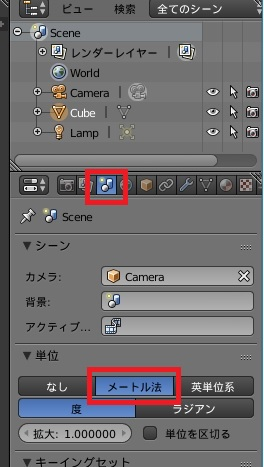 ビュー 検索 全てのシーン
Scene
レンダーレイヤー
World
Camera
Cube
Lamp
Scene
シーン
カメラ: Camera
背景:
アクティブ...
単位
なし メートル法 英単位系
度 ラジアン
拡大: 1.000000 単位を区切る
キーイングセット